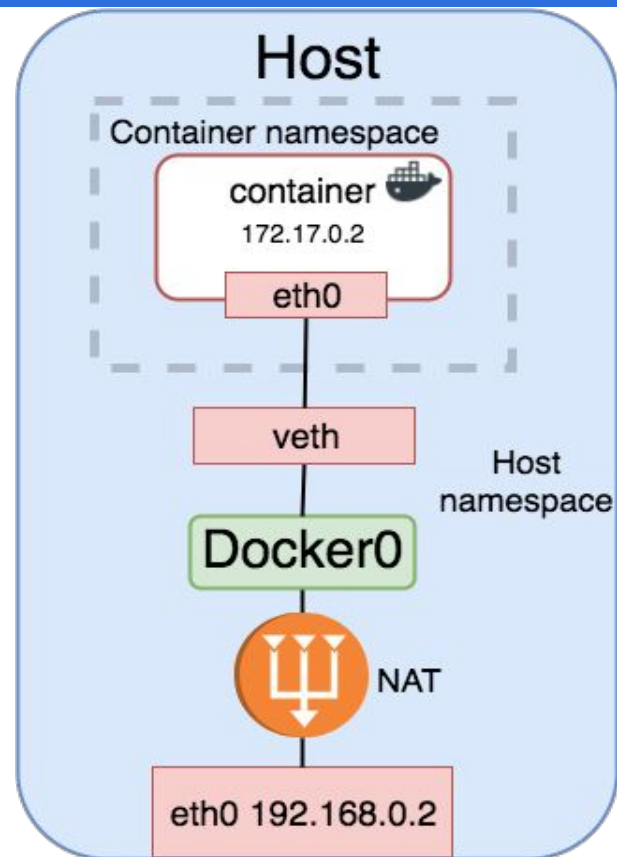 Host
Container namespace
container
172.17.0.2
eth0
veth
Host
namespace
Docker0
NAT
eth0 192.168.0.2